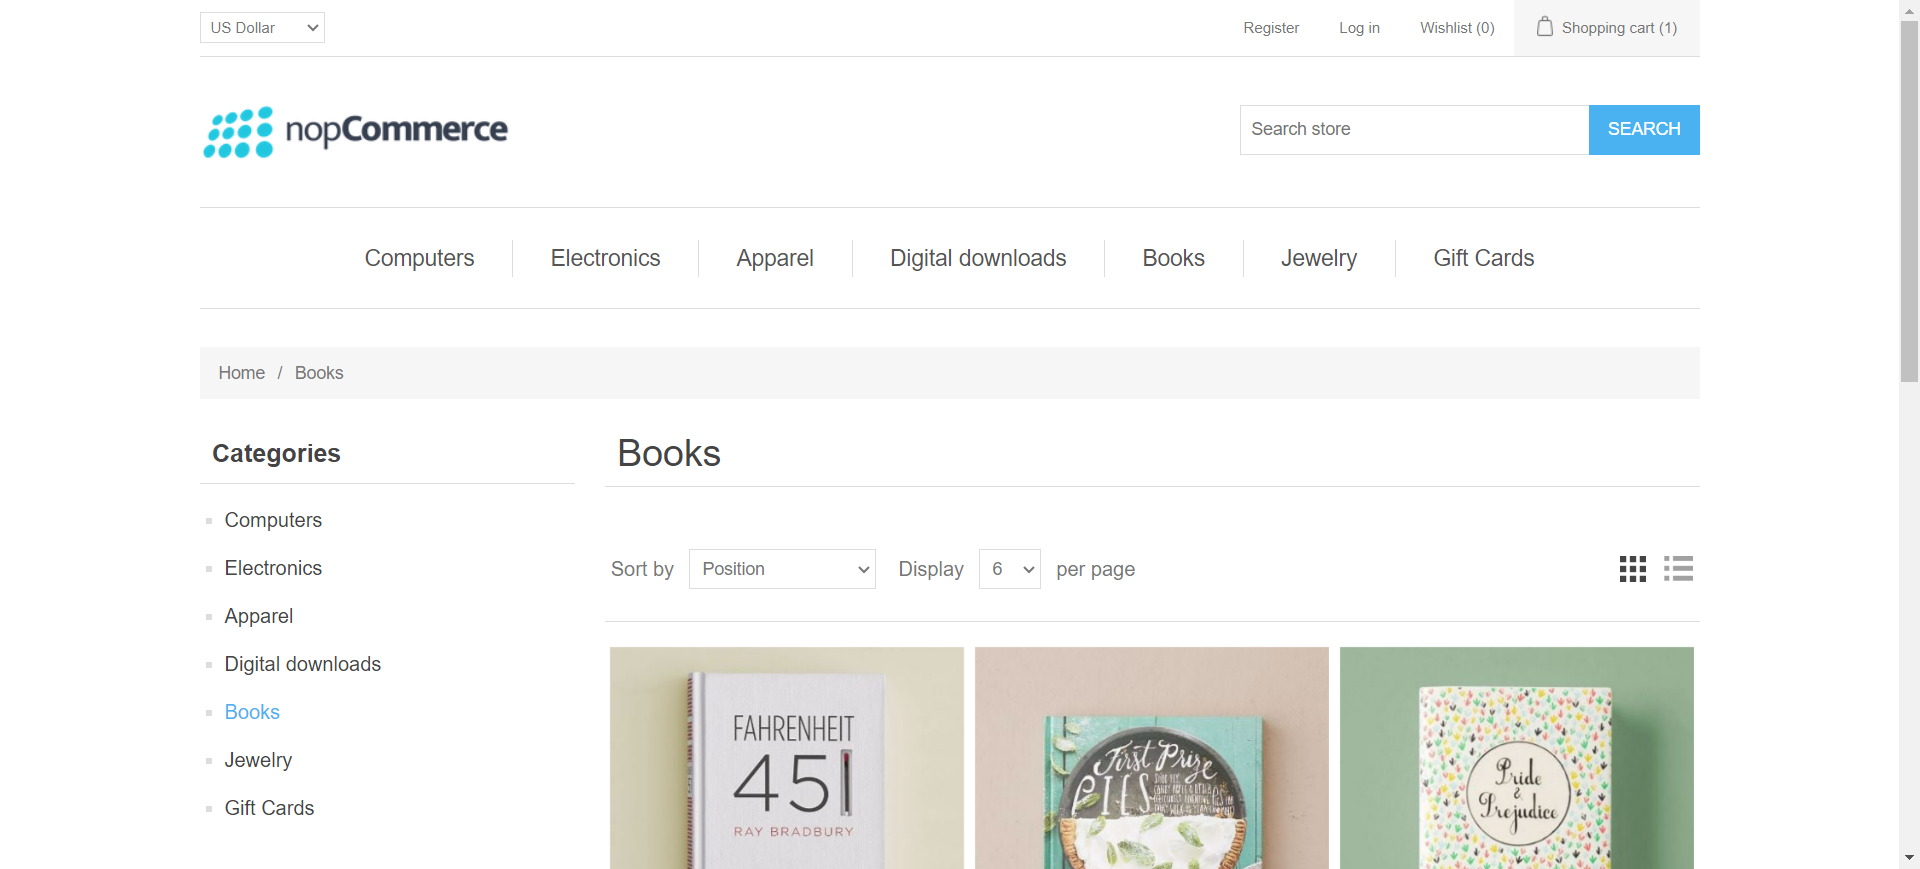 US Dollar
Register
Log in
Wishlist (0)
Shopping cart (1)
nopCommerce
Search store
SEARCH
Computers
Electronics
Apparel
Digital downloads
Books
Jewelry
Gift Cards
Home / Books
Categories
Computers
Electronics
Apparel
Digital downloads
Books
Jewelry
Gift Cards
Books
Sort by Position Display 6 per page
FAHRENHEIT
451
RAY BRADBURY
First Prize
PIES
Pride
&
Prejudice